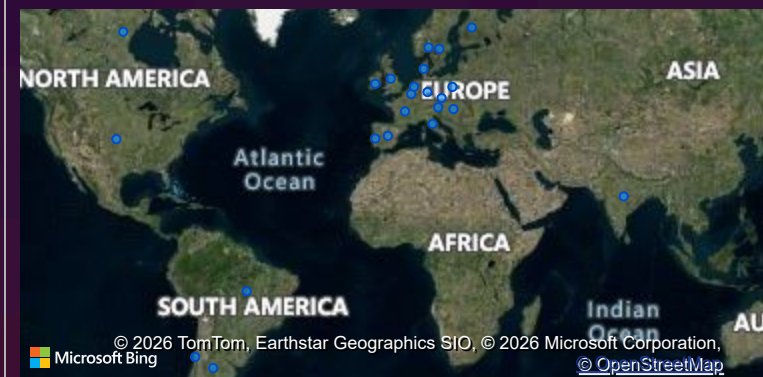 NORTH AMERICA
EUROPE
ASIA
Atlantic
Ocean
AFRICA
SOUTH AMERICA
Indian
Ocean
AU
© 2026 TomTom, Earthstar Geographics SIO, © 2026 Microsoft Corporation,
Microsoft Bing
© OpenStreetMap